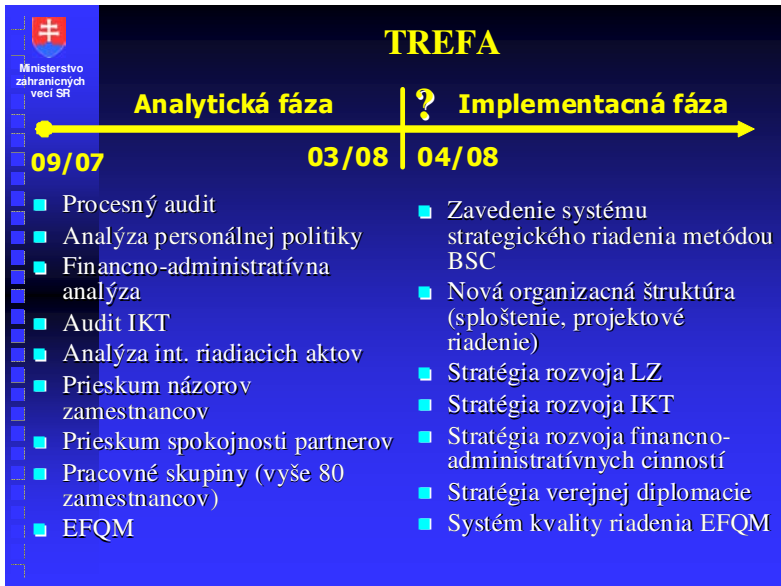 TREFA
Ministerstvo
zahranicných
vecí SR
Analytická fáza
? Implementacná fáza
09/07
03/08
04/08
Procesný audit
Analýza personálnej politiky
Financno-administratívna
analýza
Audit IKT
Analýza int. riadiacich aktov
Prieskum názorov
zamestnancov
Prieskum spokojnosti partnerov
Pracovné skupiny (vyše 80
zamestnancov)
EFQM
Zavedenie systému
strategického riadenia metódou
BSC
Nová organizacná štruktúra
(sploštenie, projektové
riadenie)
Stratégia rozvoja LZ
Stratégia rozvoja IKT
Stratégia rozvoja financno-
administratívnych cinností
Stratégia verejnej diplomacie
Systém kvality riadenia EFQM